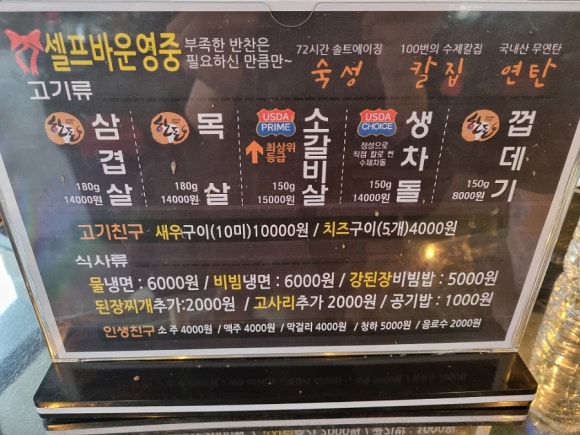 셀프바운영중
부족한 반찬은
필요하신 만큼만~
72시간 솔트에이징
숙성
100번의 수제칼집
칼집
국내산 무연탄
연탄
고기류
한돈
삼겹살
180g
14000원
한돈
목살
180g
14000원
USDA
PRIME
최상위
등급
소갈비살
150g
15000원
USDA
CHOICE
정성으로
직접 칼로 썬
수제차돌
생차돌
150g
14000원
한돈
껍데기
150g
8000원
고기친구 새우구이(10미)10000원 / 치즈구이(5개)4000원
식사류
물냉면 : 6000원 / 비빔냉면 : 6000원 / 강된장비빔밥 : 5000원
된장찌개추가:2000원 / 고사리추가 2000원 / 공기밥 : 1000원
인생친구 소주 4000원 / 맥주 4000원 / 막걸리 4000원 / 청하 5000원 / 음료수 2000원